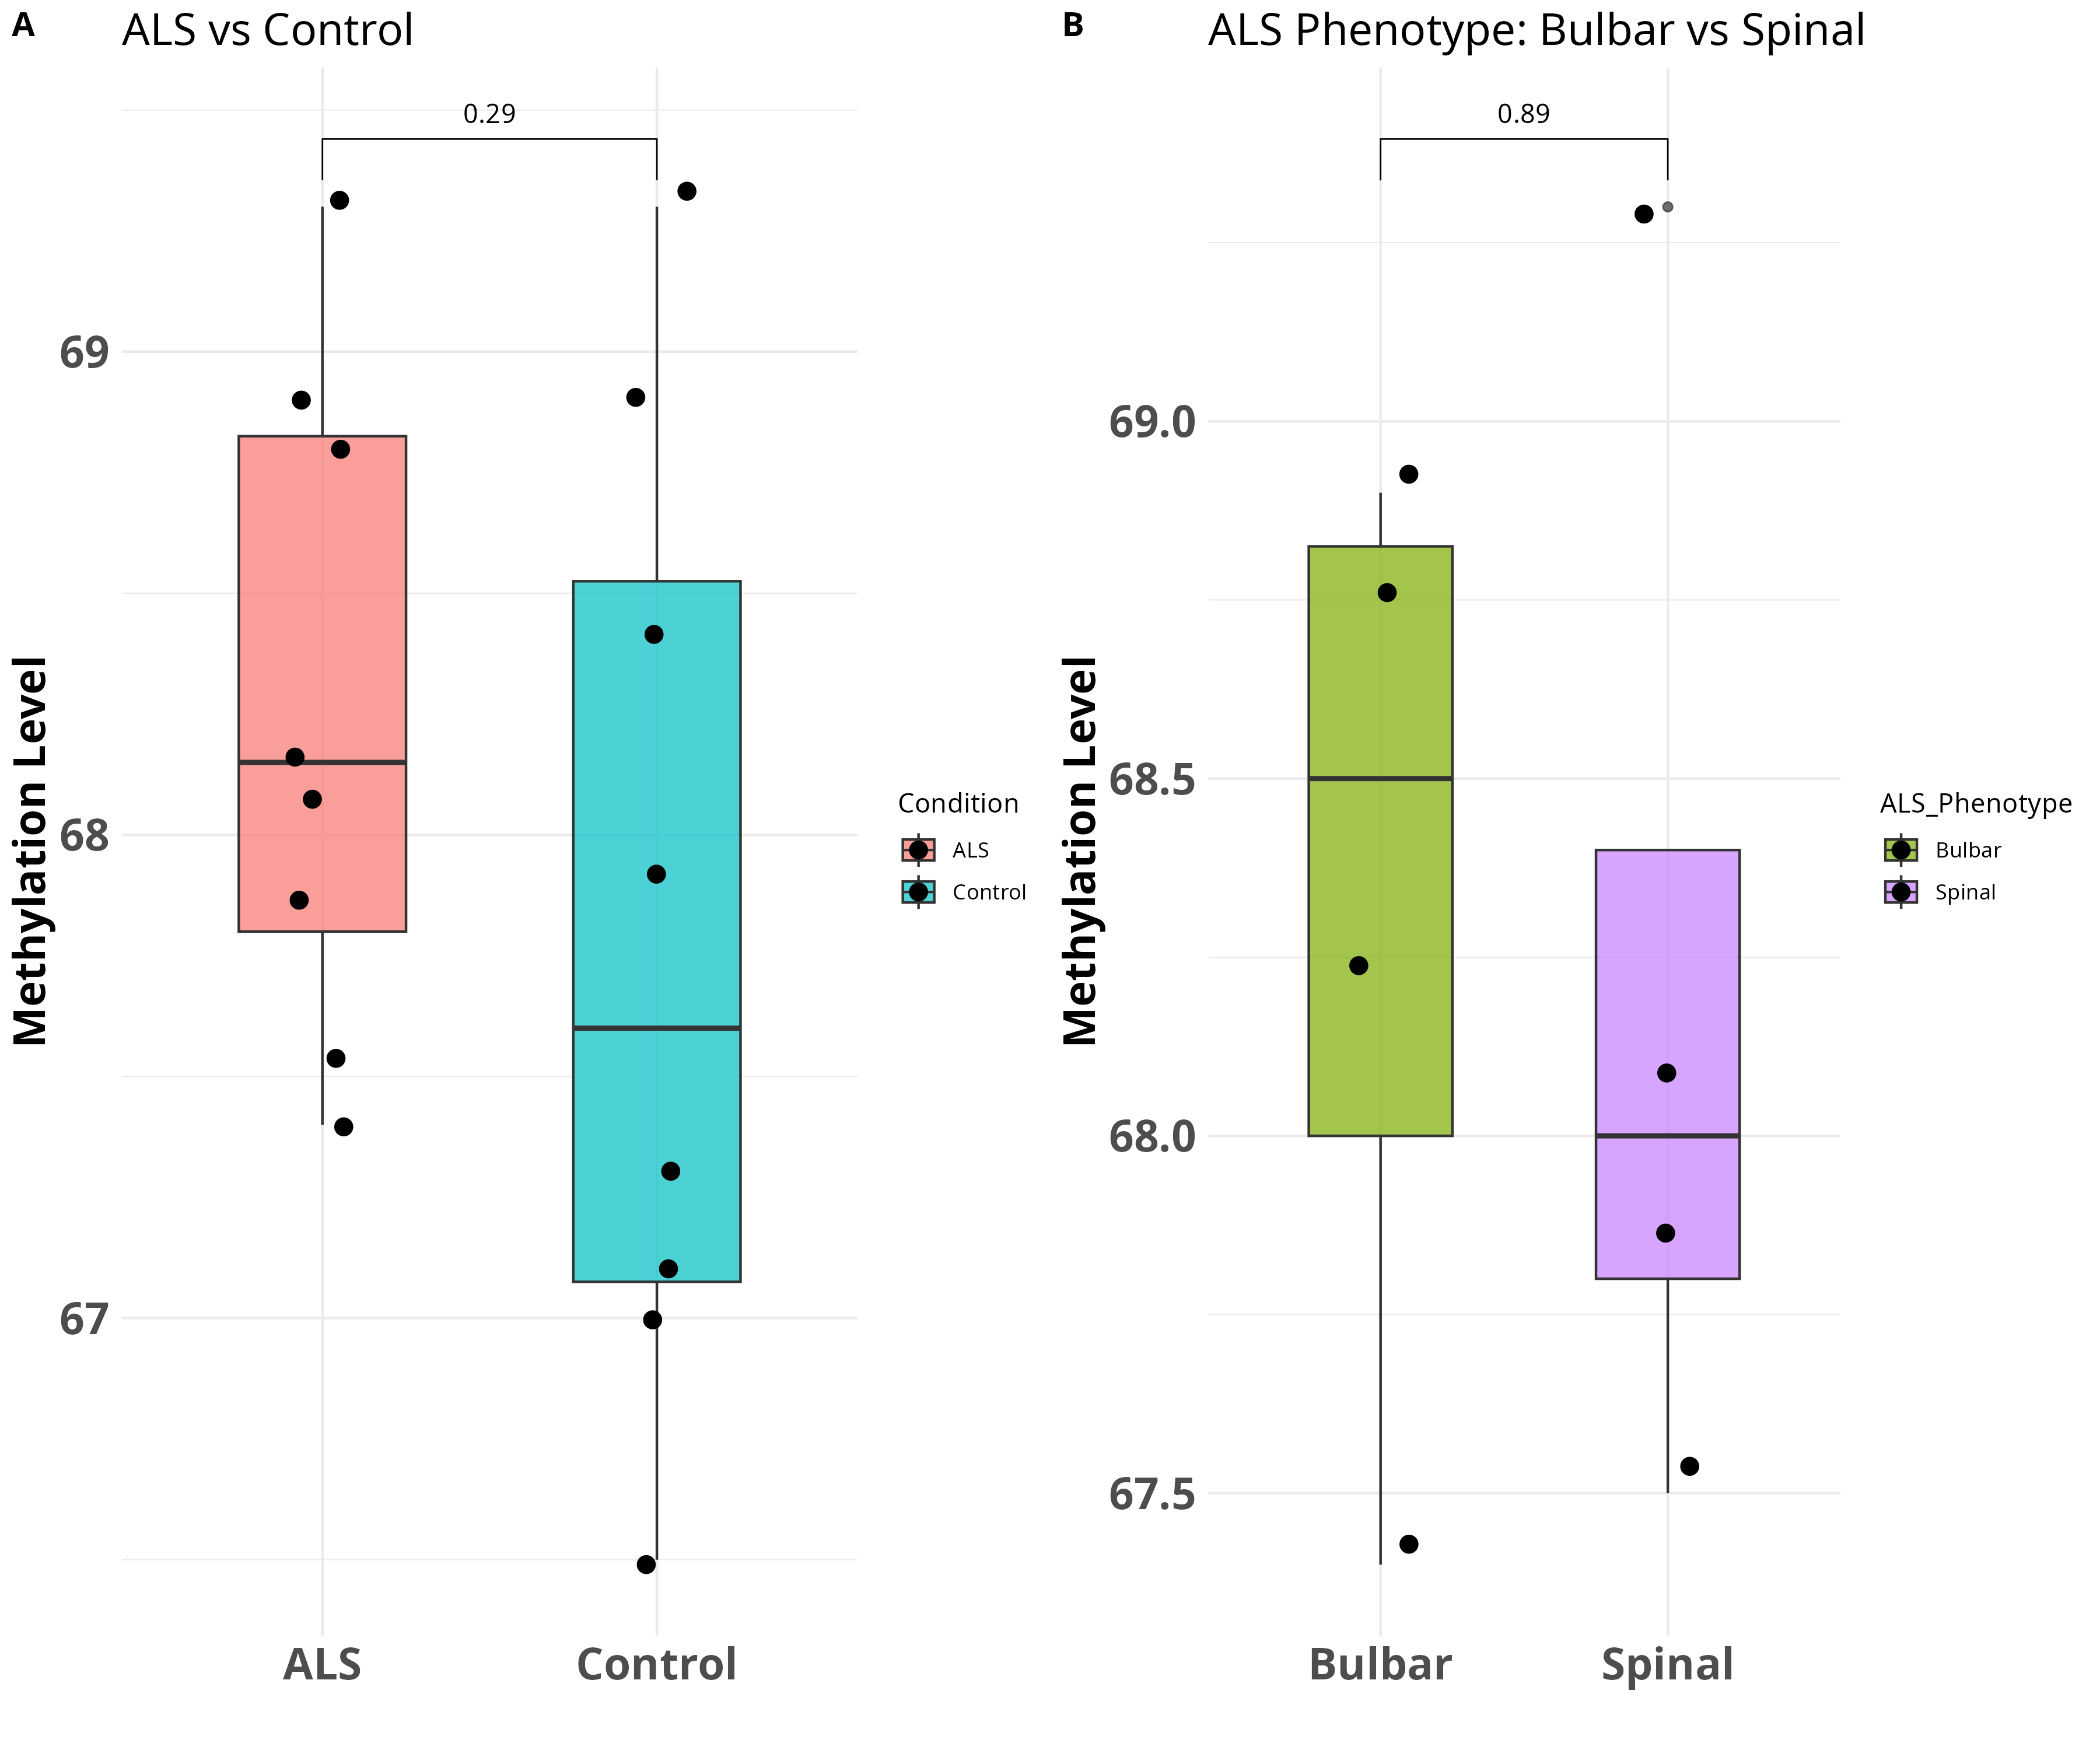 A
ALS vs Control
0.29
69
68
67
Methylation Level
ALS
Control
Condition
ALS
Control
B
ALS Phenotype: Bulbar vs Spinal
0.89
69.0
68.5
68.0
67.5
Methylation Level
Bulbar
Spinal
ALS_Phenotype
Bulbar
Spinal